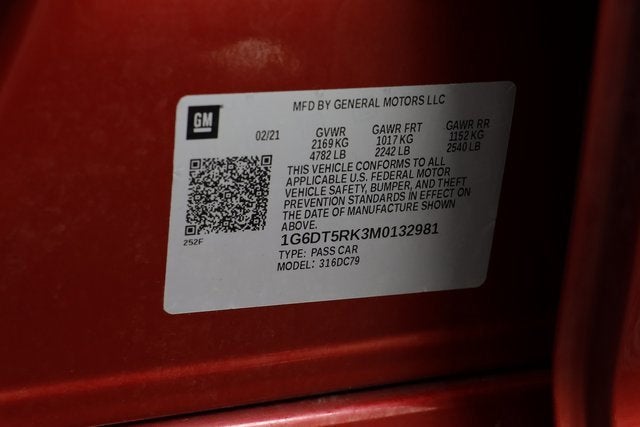 GM
MFD BY GENERAL MOTORS LLC
02/21 GVWR GAWR FRT GAWR RR
2169 KG 1017 KG 1152 KG
4782 LB 2242 LB 2540 LB
THIS VEHICLE CONFORMS TO ALL
APPLICABLE U.S. FEDERAL MOTOR
VEHICLE SAFETY, BUMPER, AND THEFT
PREVENTION STANDARDS IN EFFECT ON
THE DATE OF MANUFACTURE SHOWN
ABOVE.
252F
1G6DT5RK3M0132981
TYPE: PASS CAR
MODEL: 316DC79